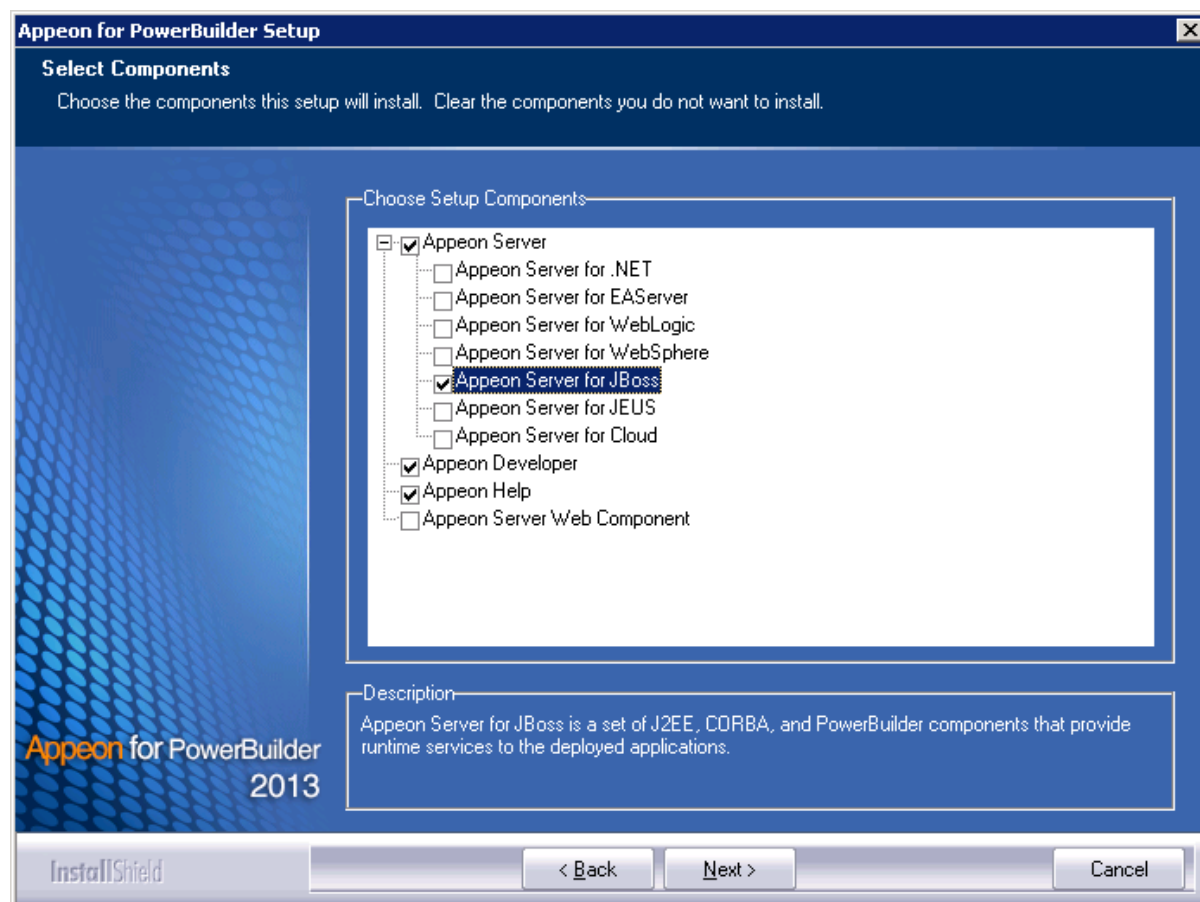 Appeon for PowerBuilder Setup
Select Components
Choose the components this setup will install. Clear the components you do not want to install.
Choose Setup Components
Appeon Server
Appeon Server for .NET
Appeon Server for EAServer
Appeon Server for WebLogic
Appeon Server for WebSphere
Appeon Server for JBoss
Appeon Server for JEUS
Appeon Server for Cloud
Appeon Developer
Appeon Help
Appeon Server Web Component
Description
Appeon Server for JBoss is a set of J2EE, CORBA, and PowerBuilder components that provide
runtime services to the deployed applications.
Appeon for PowerBuilder
2013
InstallShield
< Back
Next >
Cancel